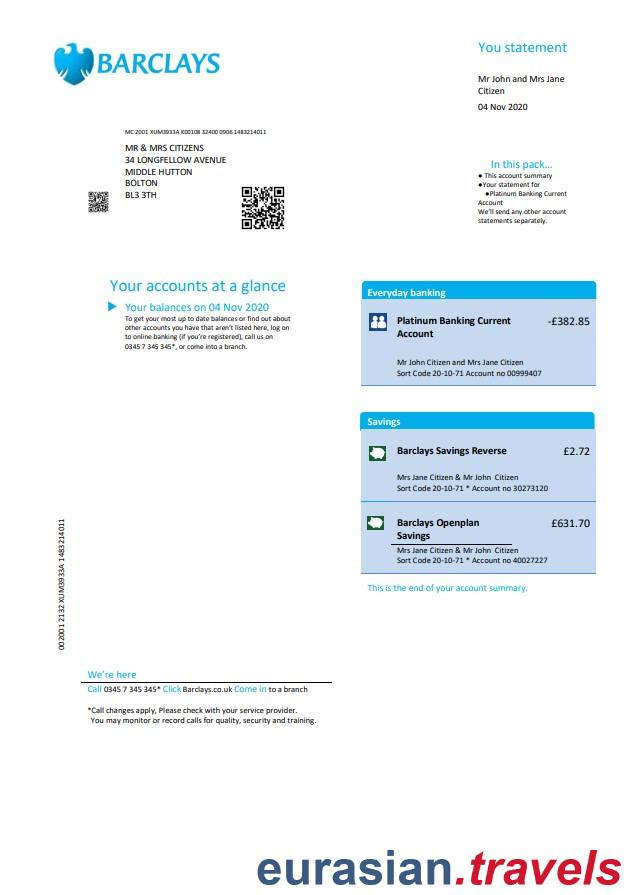 BARCLAYS
You statement
Mr John and Mrs Jane
Citizen
04 Nov 2020
MC 2001 XUM3933A K00108 32400 0906 1483214011
MR & MRS CITIZENS
34 LONGFELLOW AVENUE
MIDDLE HUTTON
BOLTON
BL3 3TH
In this pack...
● This account summary
●Your statement for
●Platinum Banking Current
Account
We'll send any other account
statements separately.
Your accounts at a glance
Your balances on 04 Nov 2020
To get your most up to date balances or find out about
other accounts you have that aren't listed here, log on
to online banking (if you're registered), call us on
0345 7 345 345*, or come into a branch.
Everyday banking
Platinum Banking Current
Account
-£382.85
Mr John Citizen and Mrs Jane Citizen
Sort Code 20-10-71 Account no 00999407
Savings
Barclays Savings Reverse
£2.72
Mrs Jane Citizen & Mr John Citizen
Sort Code 20-10-71 * Account no 30273120
Barclays Openplan
Savings
£631.70
Mrs Jane Citizen & Mr John Citizen
Sort Code 20-10-71 * Account no 40027227
This is the end of your account summary.
002001 2132 XUM3933A 1483214011
We're here
Call 0345 7 345 345* Click Barclays.co.uk Come in to a branch
*Call changes apply, Please check with your service provider.
You may monitor or record calls for quality, security and training.
eurasian.travels